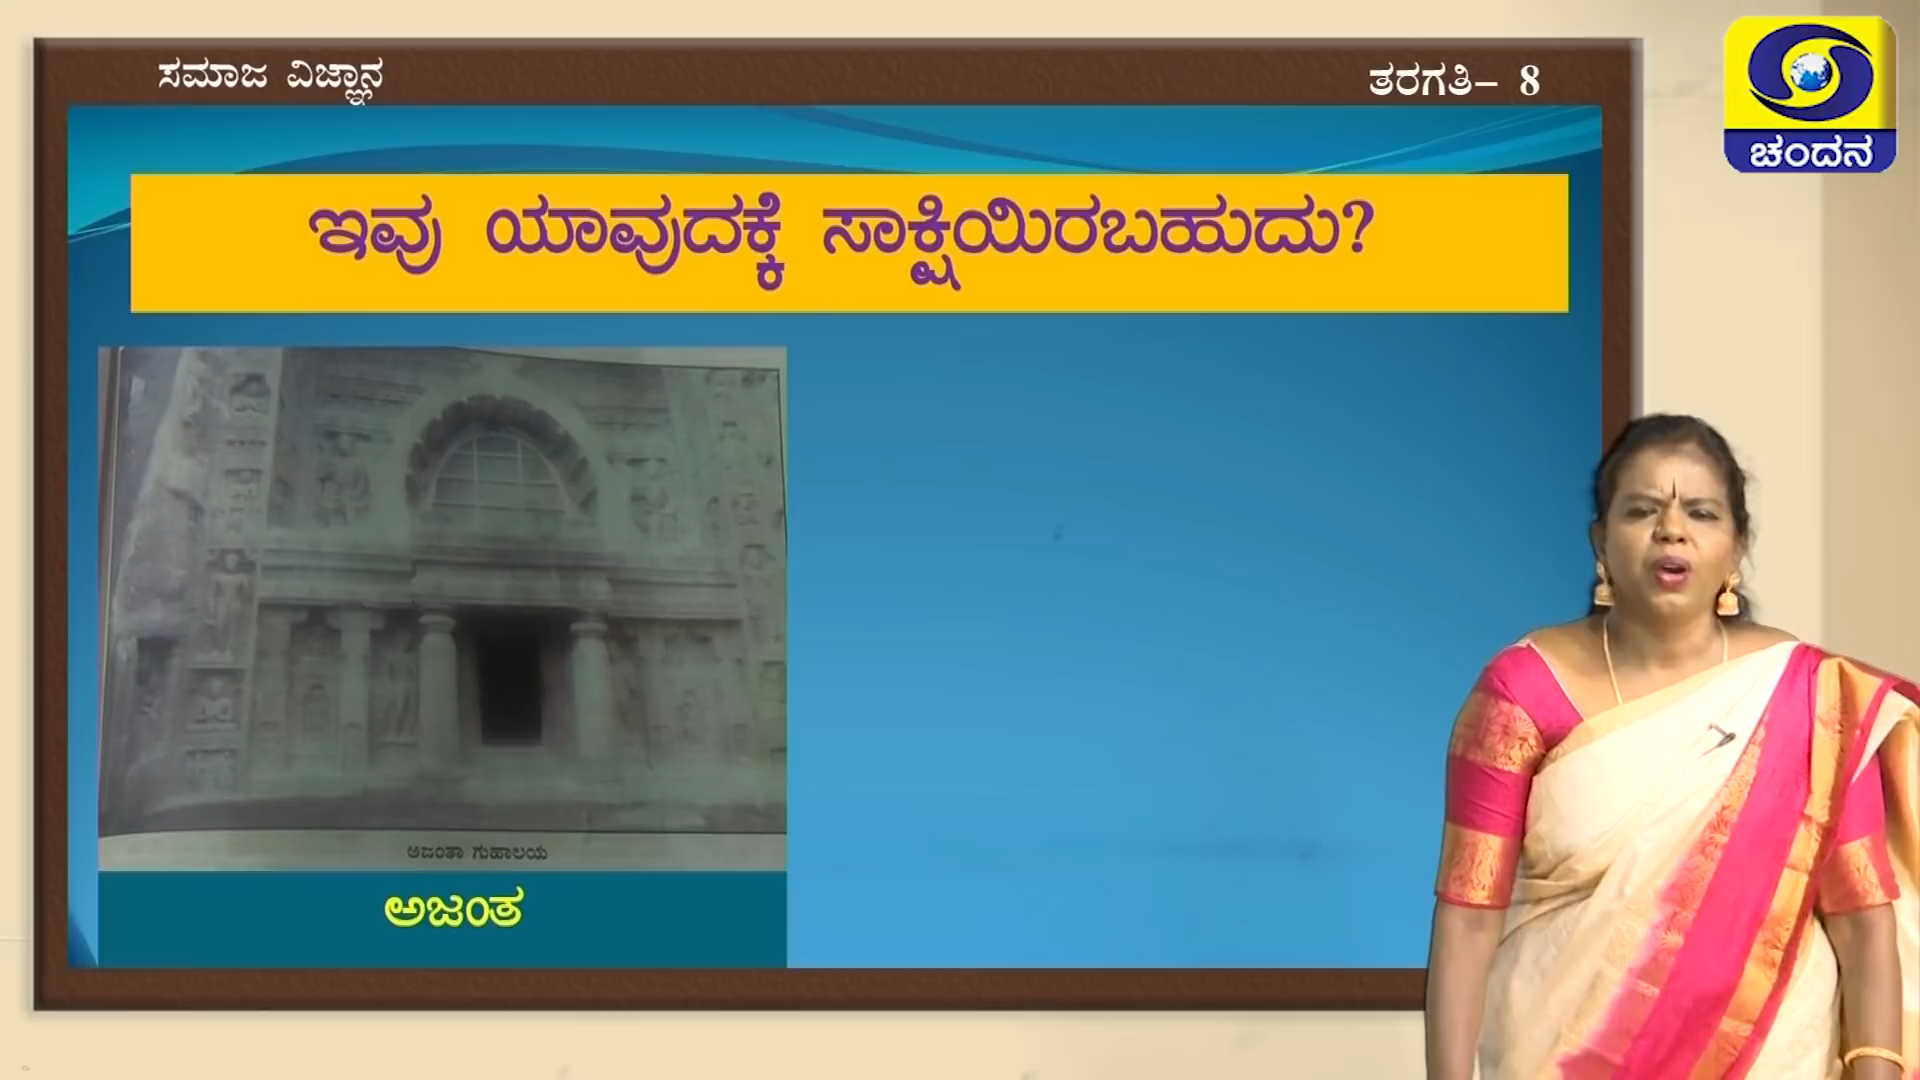 ಸಮಾಜ ವಿಜ್ಞಾನ
ತರಗತಿ– 8
ಚಂದನ
ಇವು ಯಾವುದಕ್ಕೆ ಸಾಕ್ಷಿಯಿರಬಹುದು?
ಅಜಂತಾ ಗುಹಾಲಯ
ಅಜಂತ